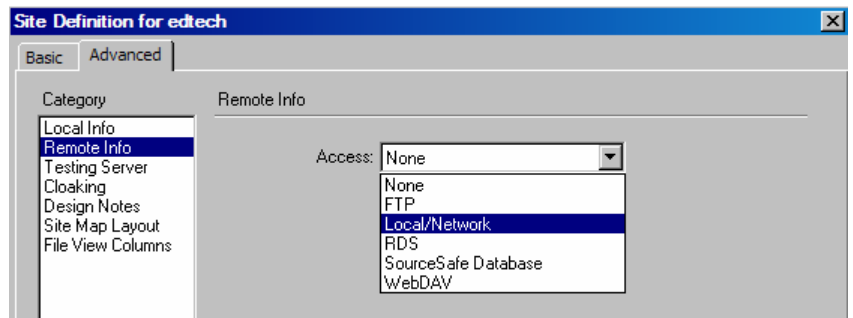 Site Definition for edtech
Basic Advanced
Category
Local Info
Remote Info
Testing Server
Cloaking
Design Notes
Site Map Layout
File View Columns
Remote Info
Access: None
None
FTP
Local/Network
RDS
SourceSafe Database
WebDAV